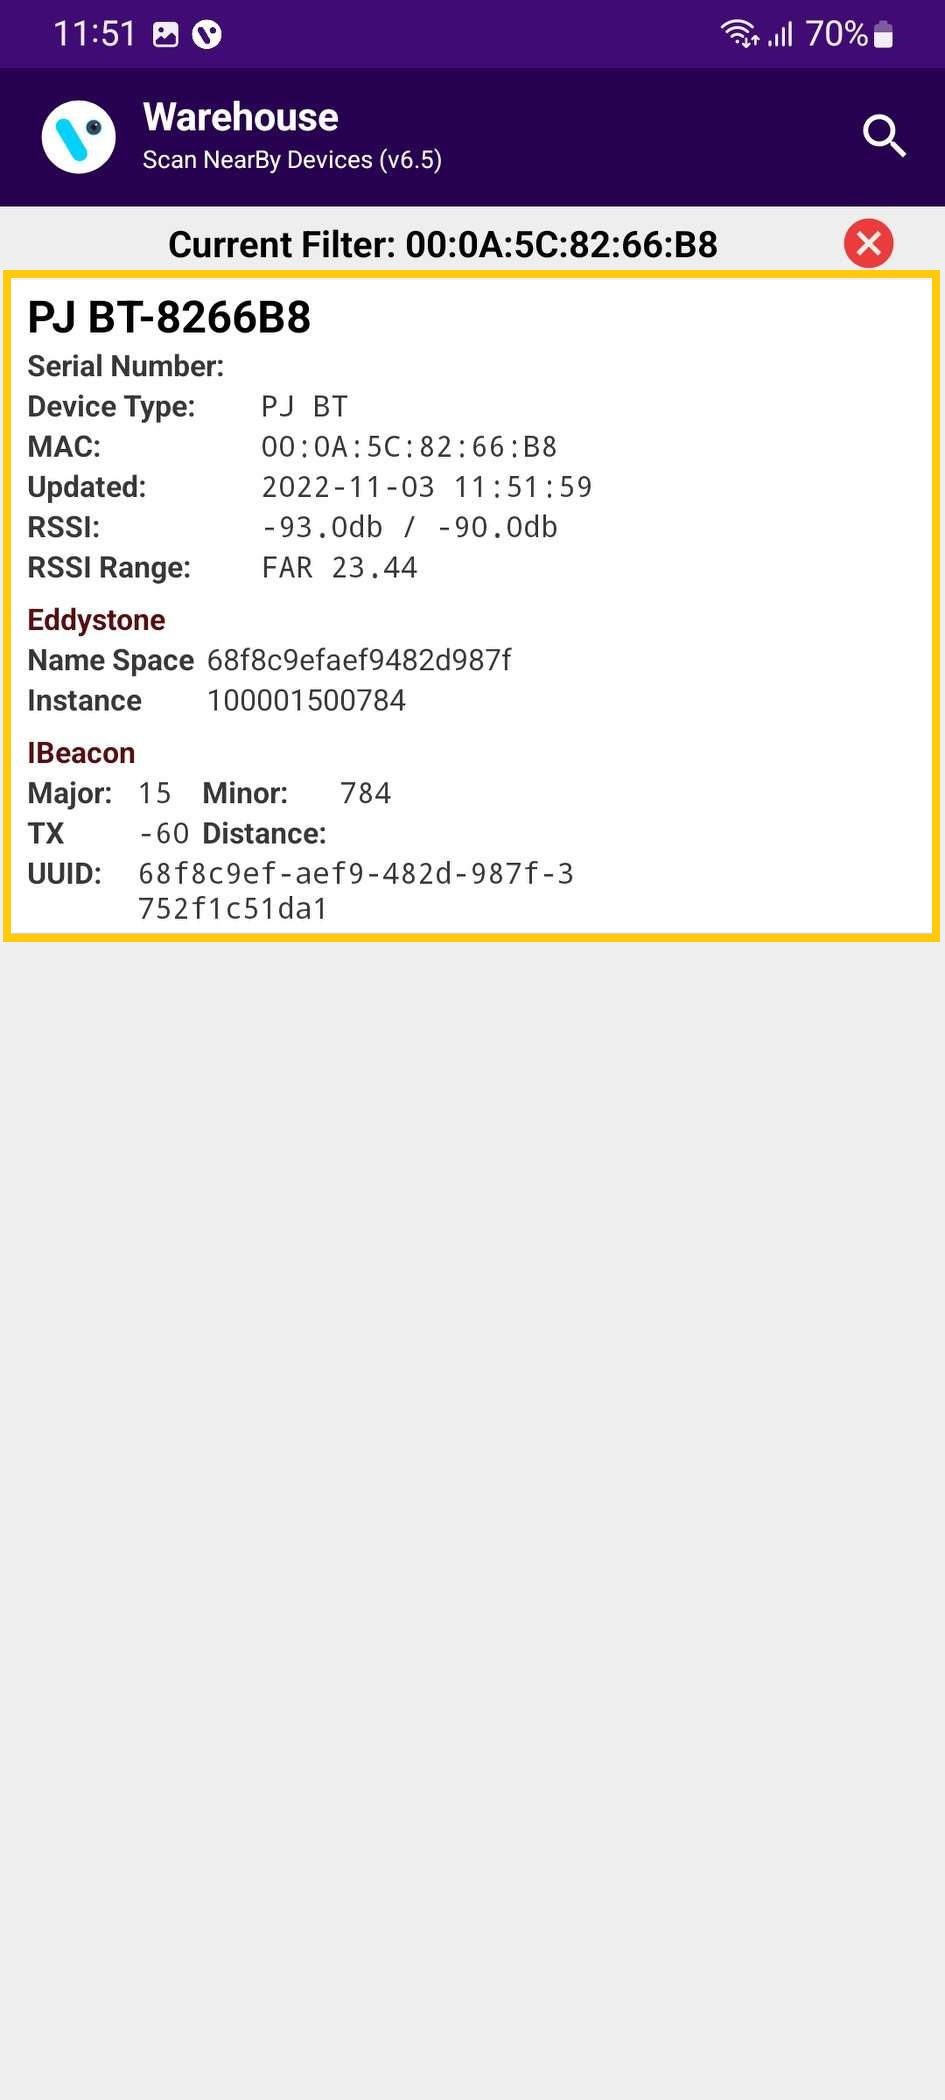 11:51 70%
Warehouse
Scan NearBy Devices (v6.5)
Current Filter: 00:0A:5C:82:66:B8
PJ BT-8266B8
Serial Number:
Device Type: PJ BT
MAC: 00:0A:5C:82:66:B8
Updated: 2022-11-03 11:51:59
RSSI: -93.0db / -90.0db
RSSI Range: FAR 23.44
Eddystone
Name Space 68f8c9efaef9482d987f
Instance 100001500784
IBeacon
Major: 15 Minor: 784
TX -60 Distance:
UUID: 68f8c9ef-aef9-482d-987f-3
752f1c51da1